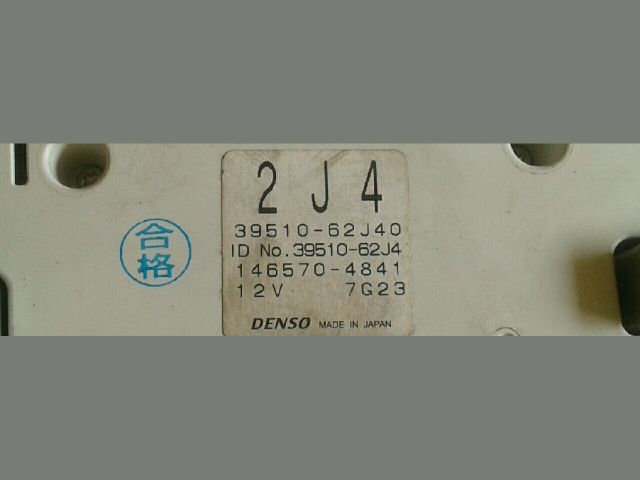 2J4
39510-62J40
ID No.39510-62J4
146570-4841
12V 7G23
DENSO MADE IN JAPAN
合格